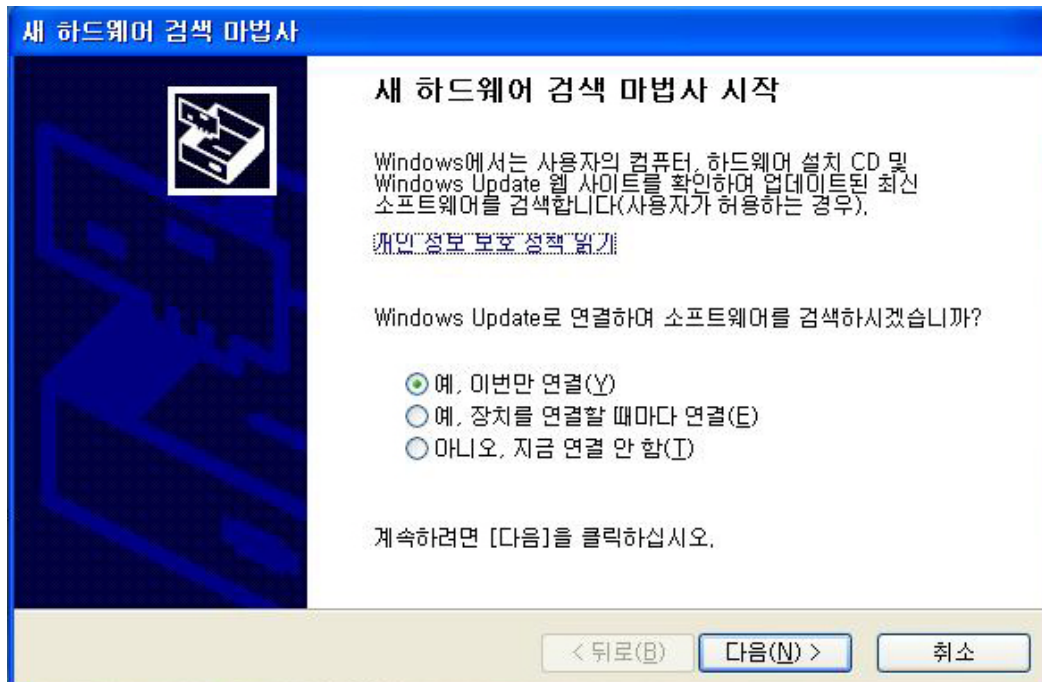 새 하드웨어 검색 마법사
새 하드웨어 검색 마법사 시작
Windows에서는 사용자의 컴퓨터, 하드웨어 설치 CD 및
Windows Update 웹 사이트를 확인하여 업데이트된 최신
소프트웨어를 검색합니다(사용자가 허용하는 경우).
개인 정보 보호 정책 읽기
Windows Update로 연결하여 소프트웨어를 검색하시겠습니까?
예, 이번만 연결(Y)
예, 장치를 연결할 때마다 연결(E)
아니오, 지금 연결 안 함(T)
계속하려면 [다음]을 클릭하십시오.
< 뒤로(B) 다음(N) > 취소